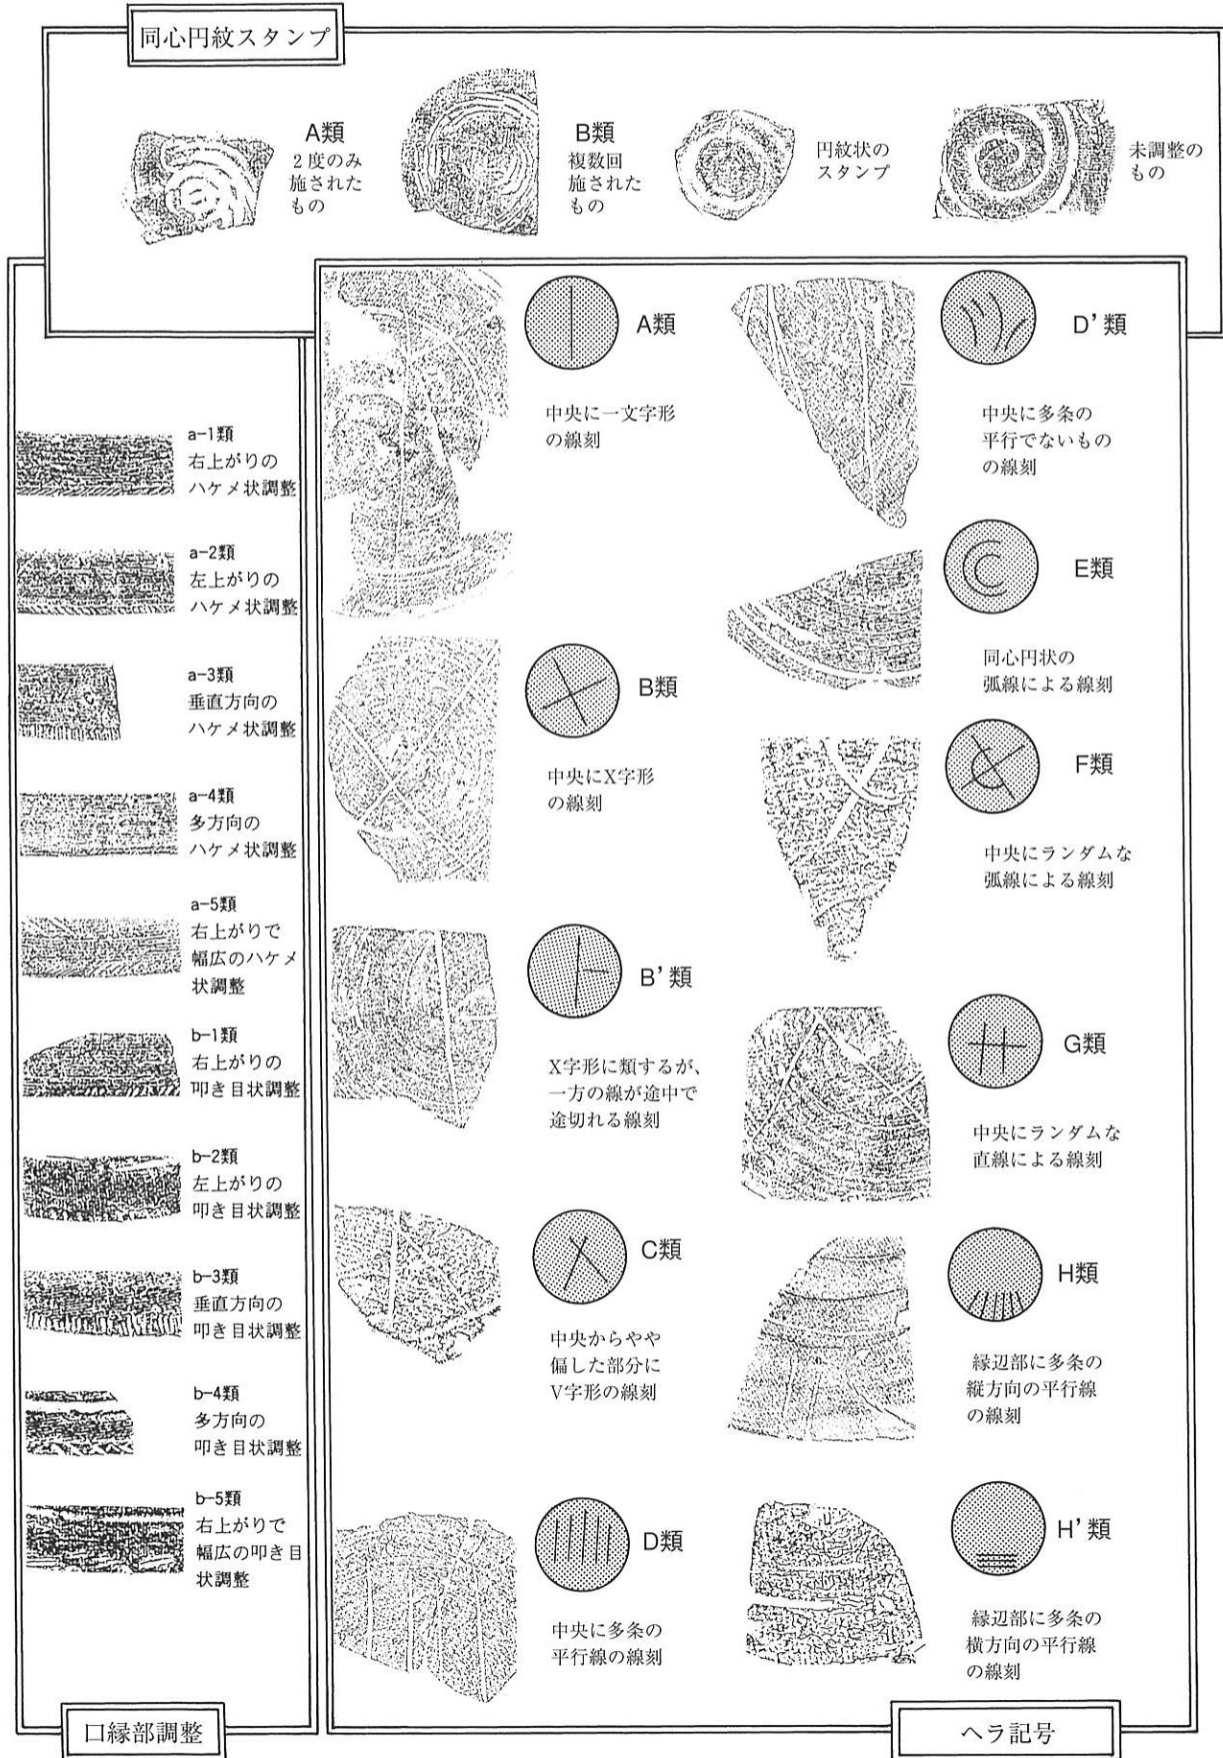 同心円紋スタンプ
A類
2度のみ
施された
もの
B類
複数回
施された
もの
円紋状の
スタンプ
未調整の
もの
a-1類
右上がりの
ハケメ状調整
a-2類
左上がりの
ハケメ状調整
a-3類
垂直方向の
ハケメ状調整
a-4類
多方向の
ハケメ状調整
a-5類
右上がりで
幅広のハケメ
状調整
b-1類
右上がりの
叩き目状調整
b-2類
左上がりの
叩き目状調整
b-3類
垂直方向の
叩き目状調整
b-4類
多方向の
叩き目状調整
b-5類
右上がりで
幅広の叩き目
状調整
口縁部調整
A類
中央に一文字形
の線刻
B類
中央にX字形
の線刻
B'類
X字形に類するが、
一方の線が途中で
途切れる線刻
C類
中央からやや
偏した部分に
V字形の線刻
D類
中央に多条の
平行線の線刻
D'類
中央に多条の
平行でないもの
の線刻
E類
同心円状の
弧線による線刻
F類
中央にランダムな
弧線による線刻
G類
中央にランダムな
直線による線刻
H類
縁辺部に多条の
縦方向の平行線
の線刻
H'類
縁辺部に多条の
横方向の平行線
の線刻
ヘラ記号